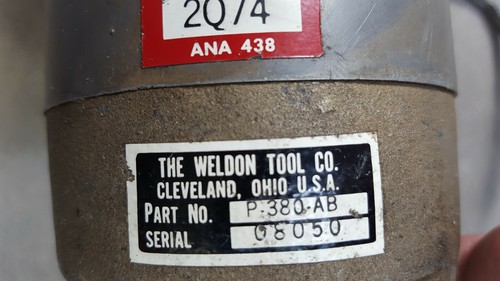 2Q74
ANA 438
THE WELDON TOOL CO.
CLEVELAND, OHIO U.S.A.
PART NO. P-380-AB
SERIAL 08050